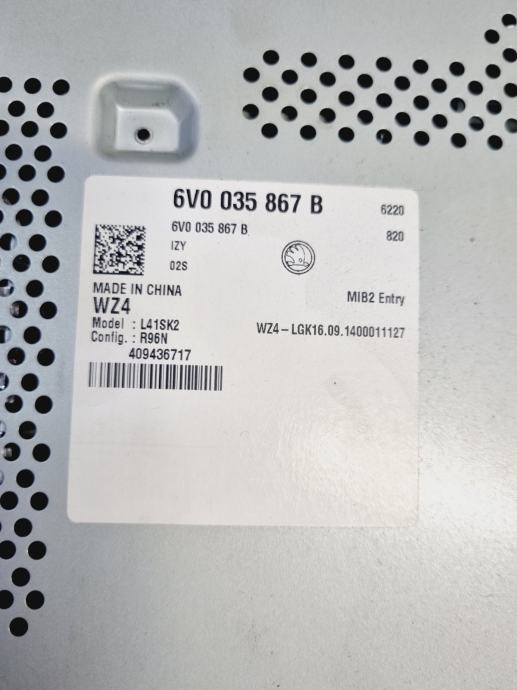 6V0 035 867 B
6220
6V0 035 867 B
820
IZY
02S
MADE IN CHINA
MIB2 Entry
WZ4
Model : L41SK2
WZ4-LGK16.09.1400011127
Config. : R96N
409436717